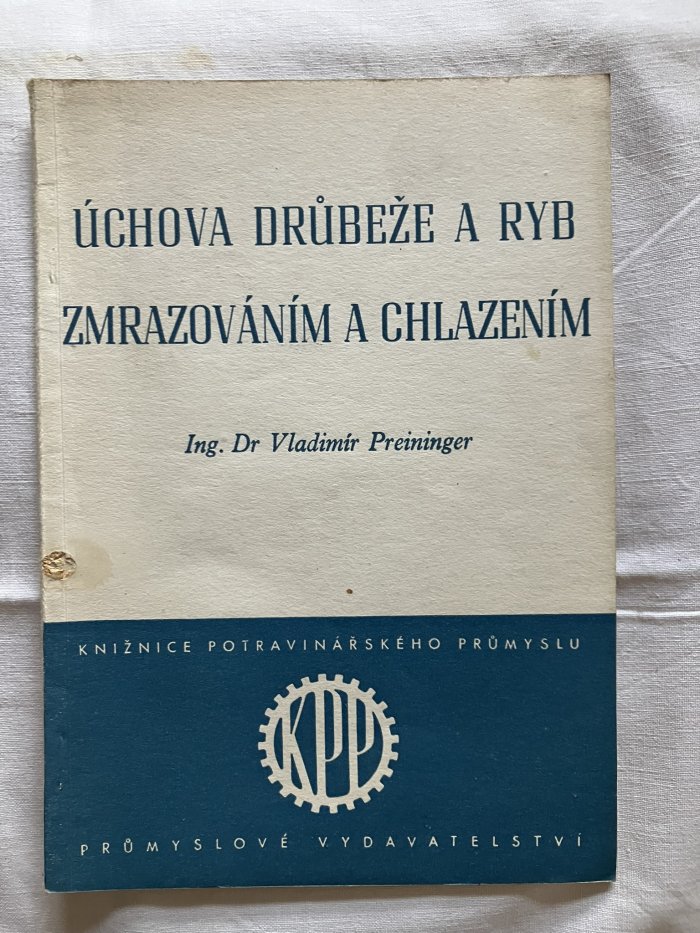 ÚCHOVA DRŮBEŽE A RYB
ZMRAZOVÁNÍM A CHLAZENÍM
Ing. Dr Vladimír Preininger
KNIŽNICE POTRAVINÁŘSKÉHO PRŮMYSLU
KPP
PRŮMYSLOVÉ VYDAVATELSTVÍ